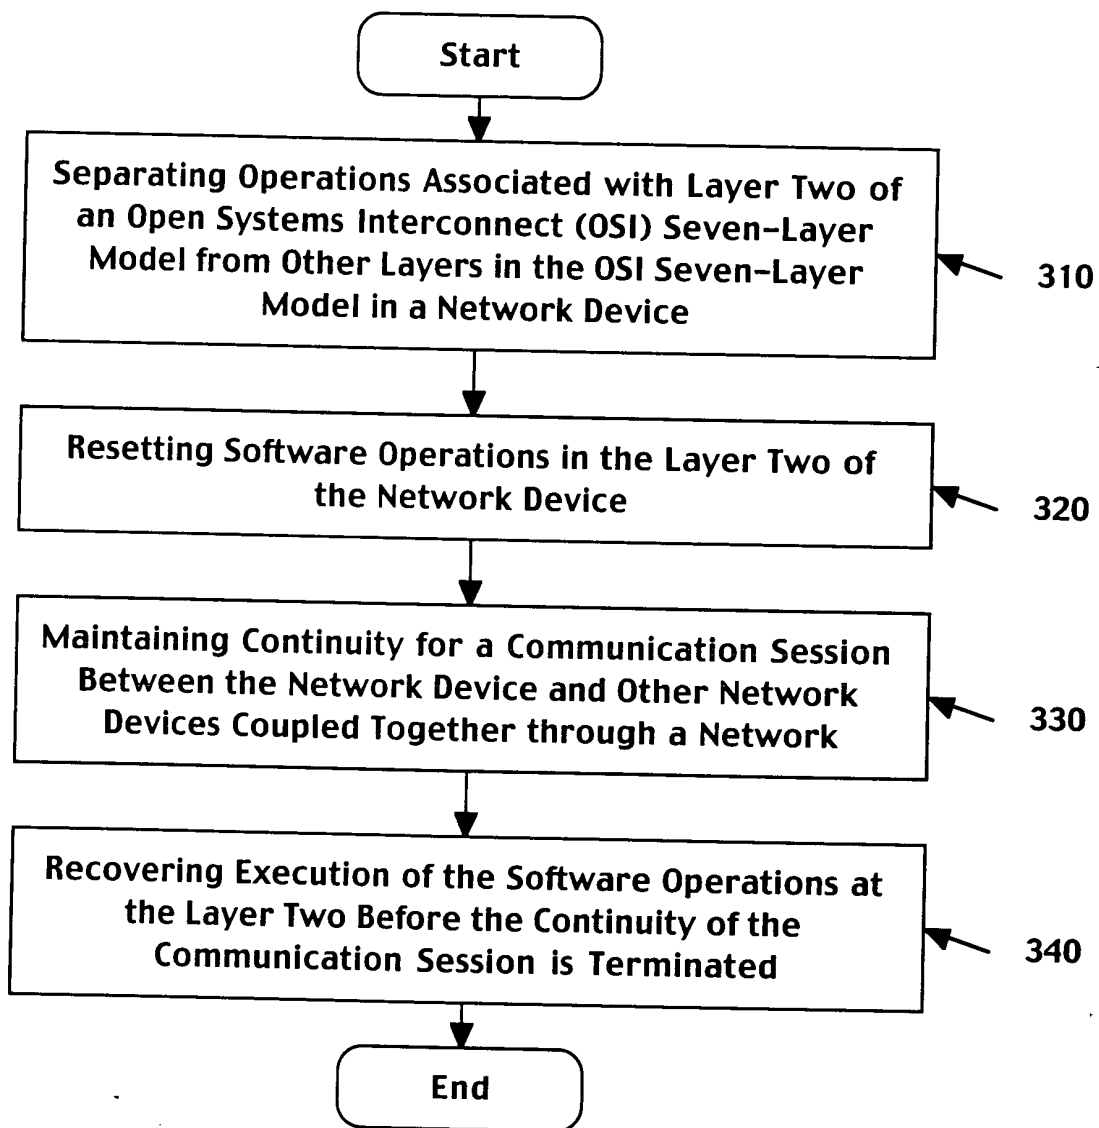 Start
Separating Operations Associated with Layer Two of
an Open Systems Interconnect (OSI) Seven-Layer
Model from Other Layers in the OSI Seven-Layer
Model in a Network Device
310
Resetting Software Operations in the Layer Two of
the Network Device
320
Maintaining Continuity for a Communication Session
Between the Network Device and Other Network
Devices Coupled Together through a Network
330
Recovering Execution of the Software Operations at
the Layer Two Before the Continuity of the
Communication Session is Terminated
340
End